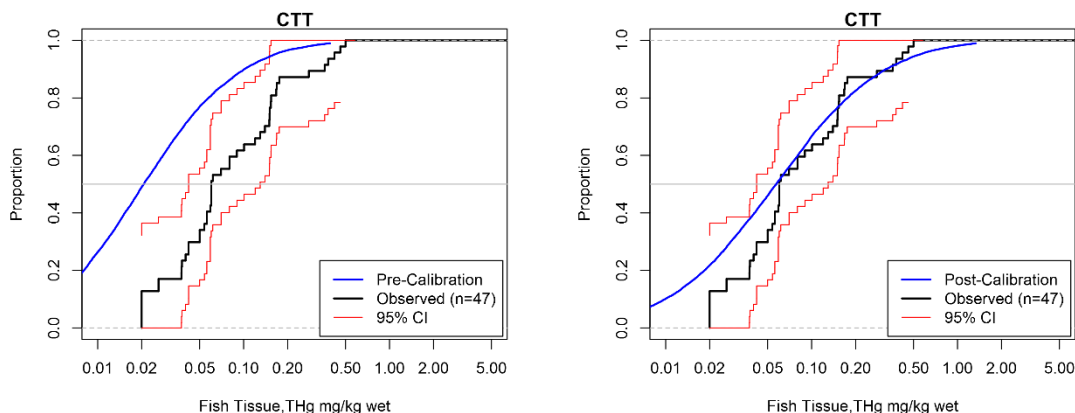 CTT
1.0
0.8
0.6
0.4
0.2
0.0
Proportion
Pre-Calibration
Observed (n=47)
95% CI
0.01 0.02 0.05 0.10 0.20 0.50 1.00 2.00 5.00
Fish Tissue,THg mg/kg wet
CTT
1.0
0.8
0.6
0.4
0.2
0.0
Proportion
Post-Calibration
Observed (n=47)
95% CI
0.01 0.02 0.05 0.10 0.20 0.50 1.00 2.00 5.00
Fish Tissue,THg mg/kg wet